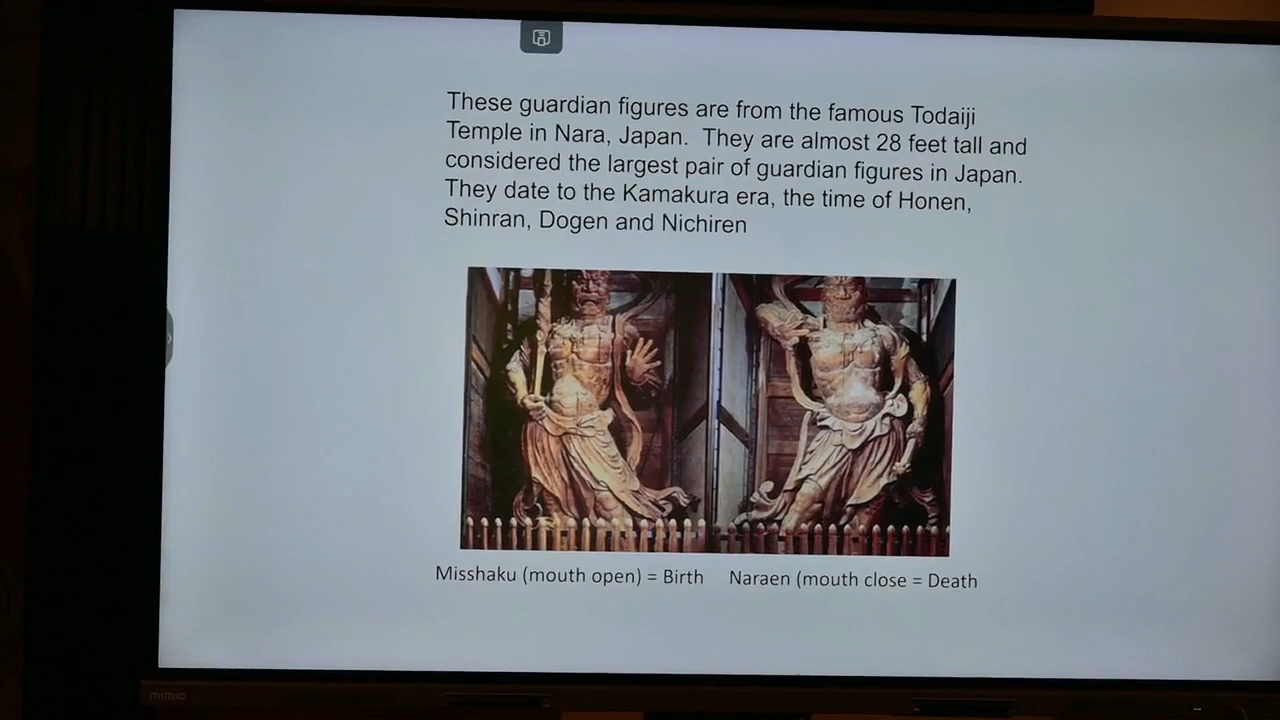 These guardian figures are from the famous Todaiji
Temple in Nara, Japan. They are almost 28 feet tall and
considered the largest pair of guardian figures in Japan.
They date to the Kamakura era, the time of Honen,
Shinran, Dogen and Nichiren
Misshaku (mouth open) = Birth Naraen (mouth close = Death
mimio